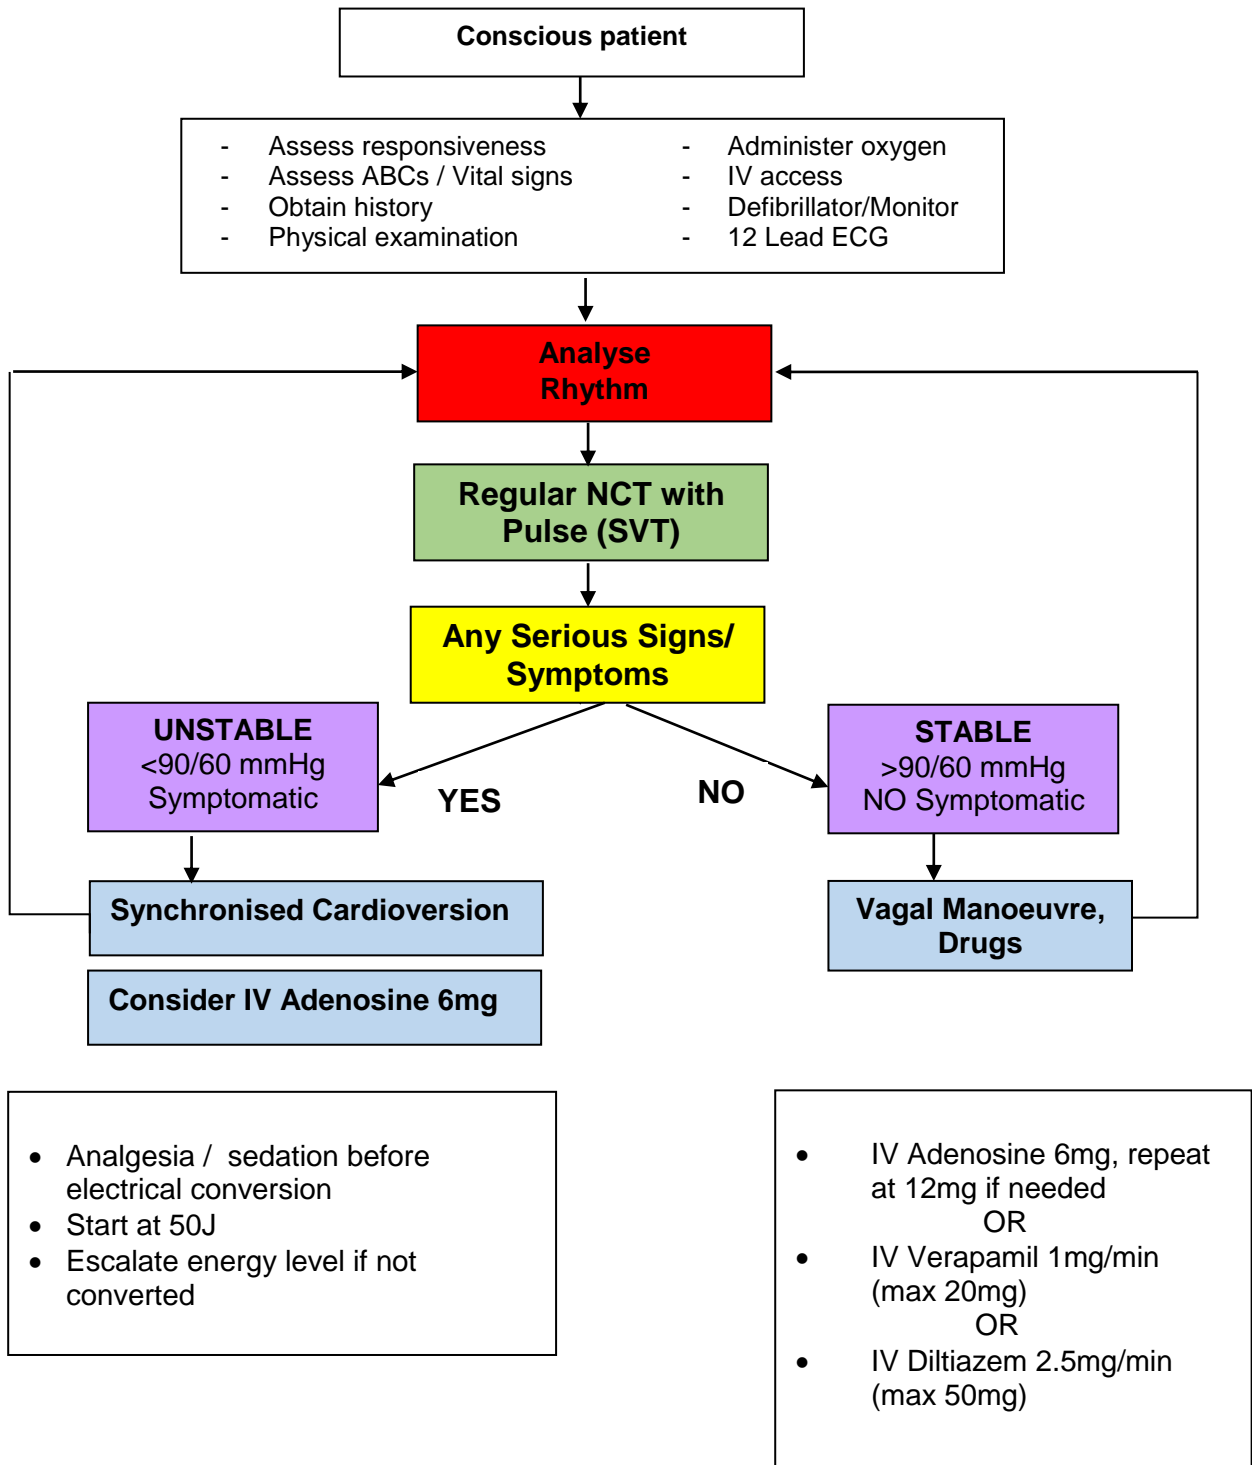 Conscious patient
- Assess responsiveness
- Assess ABCs / Vital signs
- Obtain history
- Physical examination
- Administer oxygen
- IV access
- Defibrillator/Monitor
- 12 Lead ECG
Analyse
Rhythm
Regular NCT with
Pulse (SVT)
Any Serious Signs/
Symptoms
UNSTABLE
<90/60 mmHg
Symptomatic
YES
NO
STABLE
>90/60 mmHg
NO Symptomatic
Synchronised Cardioversion
Consider IV Adenosine 6mg
Vagal Manoeuvre,
Drugs
• Analgesia / sedation before
electrical conversion
• Start at 50J
• Escalate energy level if not
converted
• IV Adenosine 6mg, repeat
at 12mg if needed
OR
• IV Verapamil 1mg/min
(max 20mg)
OR
• IV Diltiazem 2.5mg/min
(max 50mg)